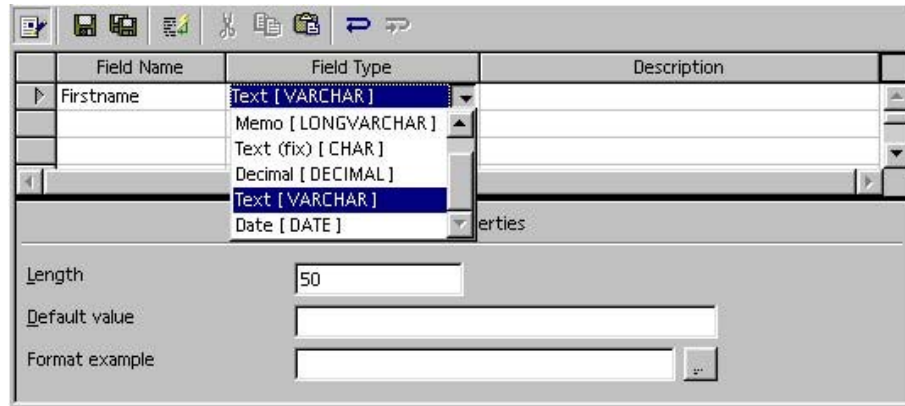 Field Name Field Type Description
Firstname Text [ VARCHAR ]
Memo [ LONGVARCHAR ]
Text (fix) [ CHAR ]
Decimal [ DECIMAL ]
Text [ VARCHAR ]
Date [ DATE ]
erties
Length 50
Default value
Format example ...